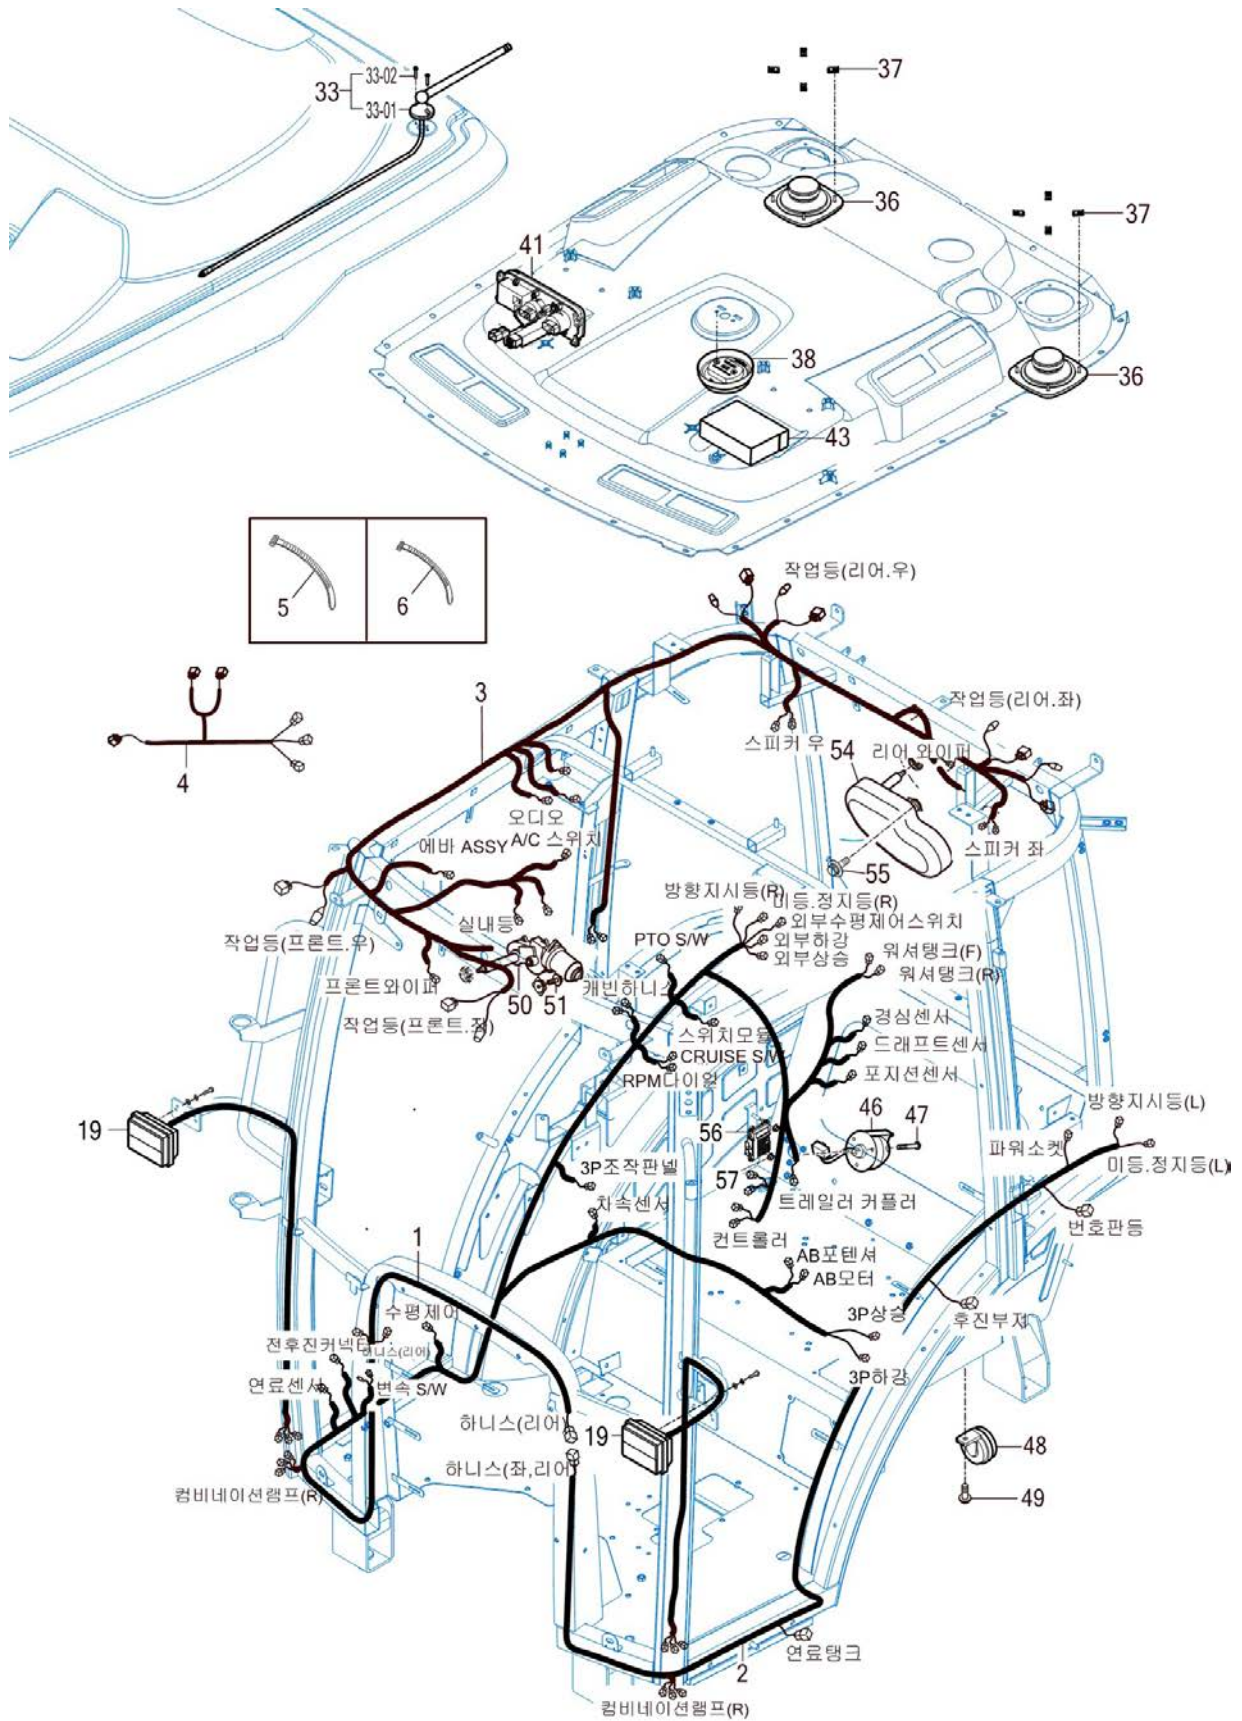 33-02
33
33-01
37
36
37
41
38
36
43
5
6
작업등(리어.우)
3
작업등(리어.좌)
4
스피커 우
리어 와이퍼
54
오디오
에바 ASSY
A/C 스위치
스피커 좌
55
방향지시등(R)
미등.정지등(R)
외부수평제어스위치
실내등
PTO S/W
외부하강
외부상승
워셔탱크(F)
작업등(프론트.우)
워셔탱크(R)
프론트와이퍼
50
51
캐빈하니스
작업등(프론트.좌)
스위치모듈
경심센서
CRUISE S/W
드래프트센서
RPM다이얼
포지션센서
19
56
46
47
방향지시등(L)
파워소켓
미등.정지등(L)
3P조작판넬
57
트레일러 커플러
차속센서
번호판등
컨트롤러
1
AB포텐셔
AB모터
수평제어
3P상승
후진부저
전후진커넥터
하니스(리어)
3P하강
연료센서
변속 S/W
하니스(리어)
19
48
하니스(좌,리어)
컴비네이션램프(R)
49
연료탱크
2
컴비네이션램프(R)